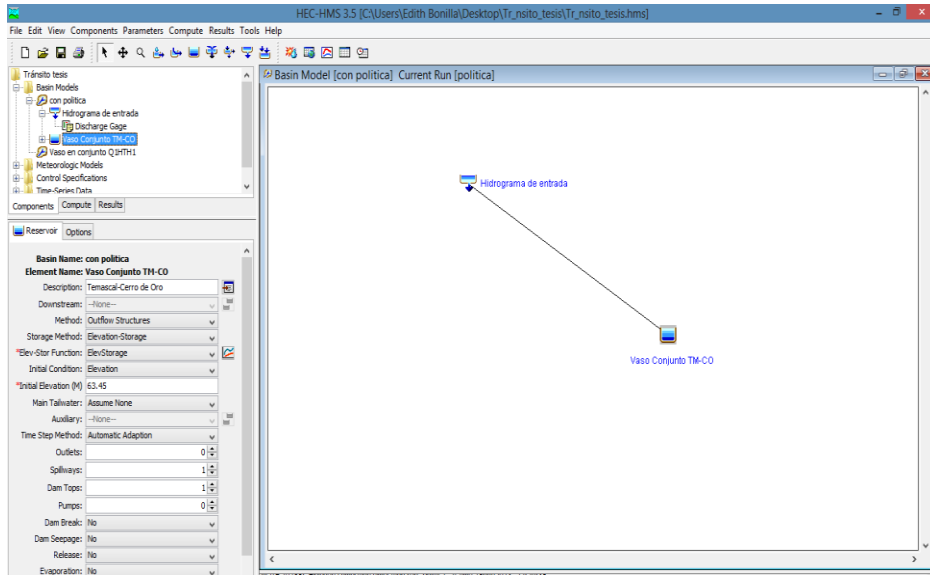 HEC-HMS 3.5 [C:\Users\Edith Bonilla\Desktop\Tr_nsito_tesis\Tr_nsito_tesis.hms]
File Edit View Components Parameters Compute Results Tools Help
Tránsito tesis
Basin Models
con politica
Hidrograma de entrada
Discharge Gage
Vaso Conjunto TM-CO
Vaso en conjunto Q1HTH1
Meteorologic Models
Control Specifications
Time-Series Data
Components Compute Results
Reservoir Options
Basin Name: con politica
Element Name: Vaso Conjunto TM-CO
Description: Temascal-Cerro de Oro
Downstream: --None--
Method: Outflow Structures
Storage Method: Elevation-Storage
*Elev-Stor Function: ElevStorage
Initial Condition: Elevation
*Initial Elevation (M) 63.45
Main Tailwater: Assume None
Auxiliary: --None--
Time Step Method: Automatic Adaption
Outlets: 0
Spillways: 1
Dam Tops: 1
Pumps: 0
Dam Break: No
Dam Seepage: No
Release: No
Evaporation: No
Basin Model [con politica] Current Run [politica]
Hidrograma de entrada
Vaso Conjunto TM-CO